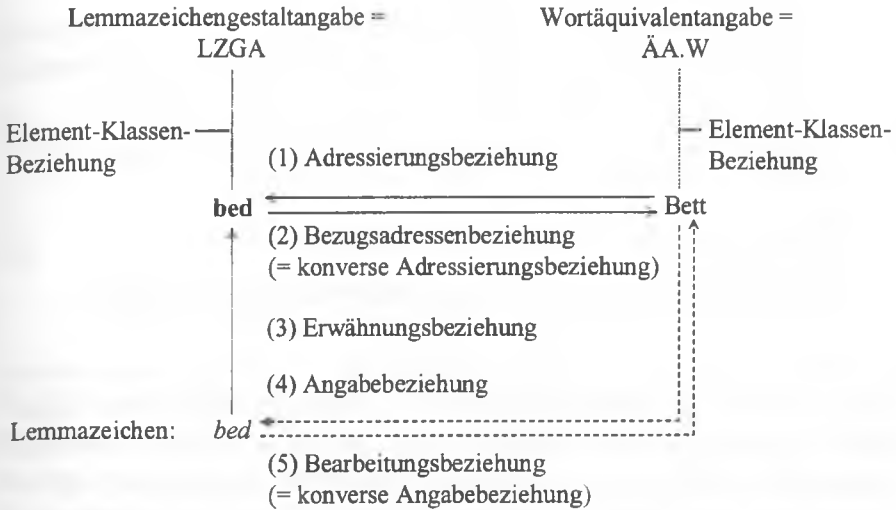 Lemmazeichengestaltangabe =
LZGA
Wortäquivalentangabe =
ÄA.W
Element-Klassen-
Beziehung
Element-Klassen-
Beziehung
(1) Adressierungsbeziehung
bed
Bett
(2) Bezugsadressenbeziehung
(= konverse Adressierungsbeziehung)
(3) Erwähnungsbeziehung
(4) Angabebeziehung
Lemmazeichen: bed
(5) Bearbeitungsbeziehung
(= konverse Angabebeziehung)